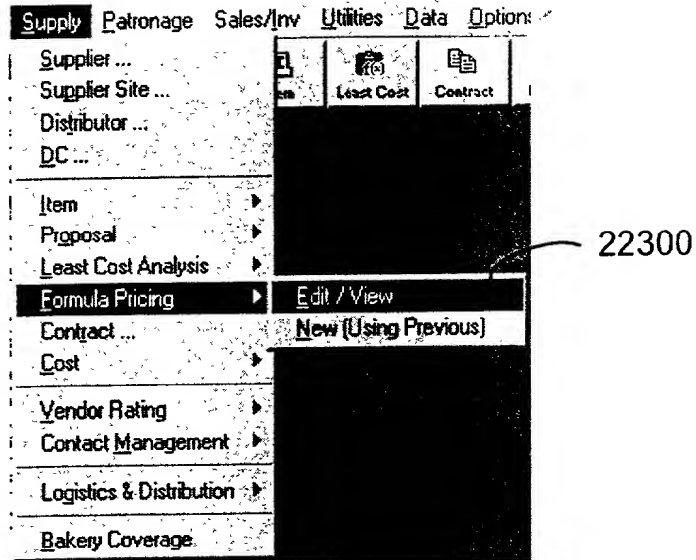 Supply Patronage Sales/Inv Utilities Data
Supplier ...
Supplier Site ...
Least Cost Contract
Distributor ...
DC ...
Item
Proposal
22300
Least Cost Analysis
Formula Pricing Edit / View
Contract ... New (Using Previous)
Cost
Vendor Rating
Contact Management
Logistics & Distribution
Bakery Coverage